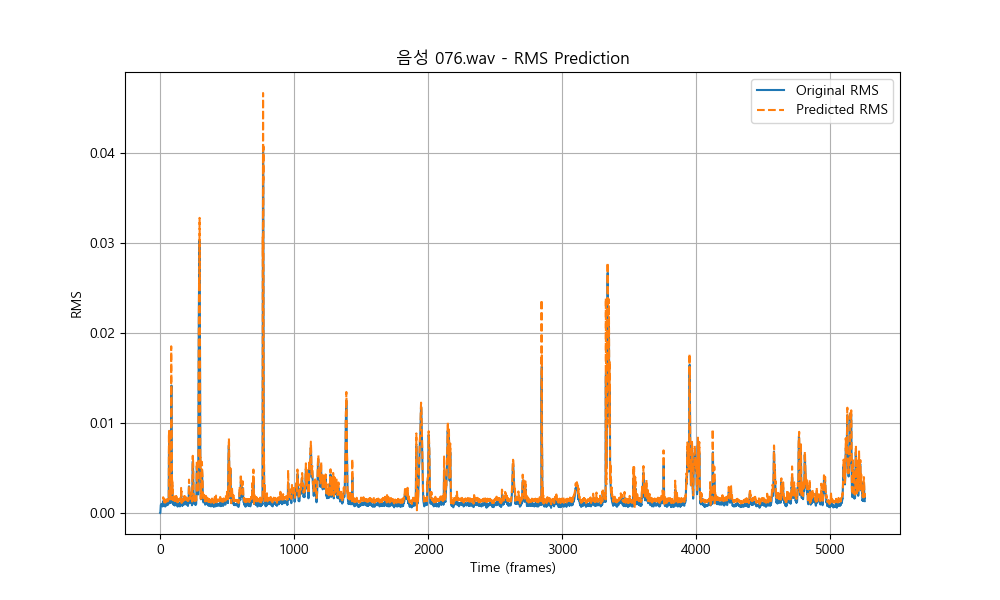 음성 076.wav - RMS Prediction
Original RMS
Predicted RMS
RMS
0.04
0.03
0.02
0.01
0.00
0 1000 2000 3000 4000 5000
Time (frames)